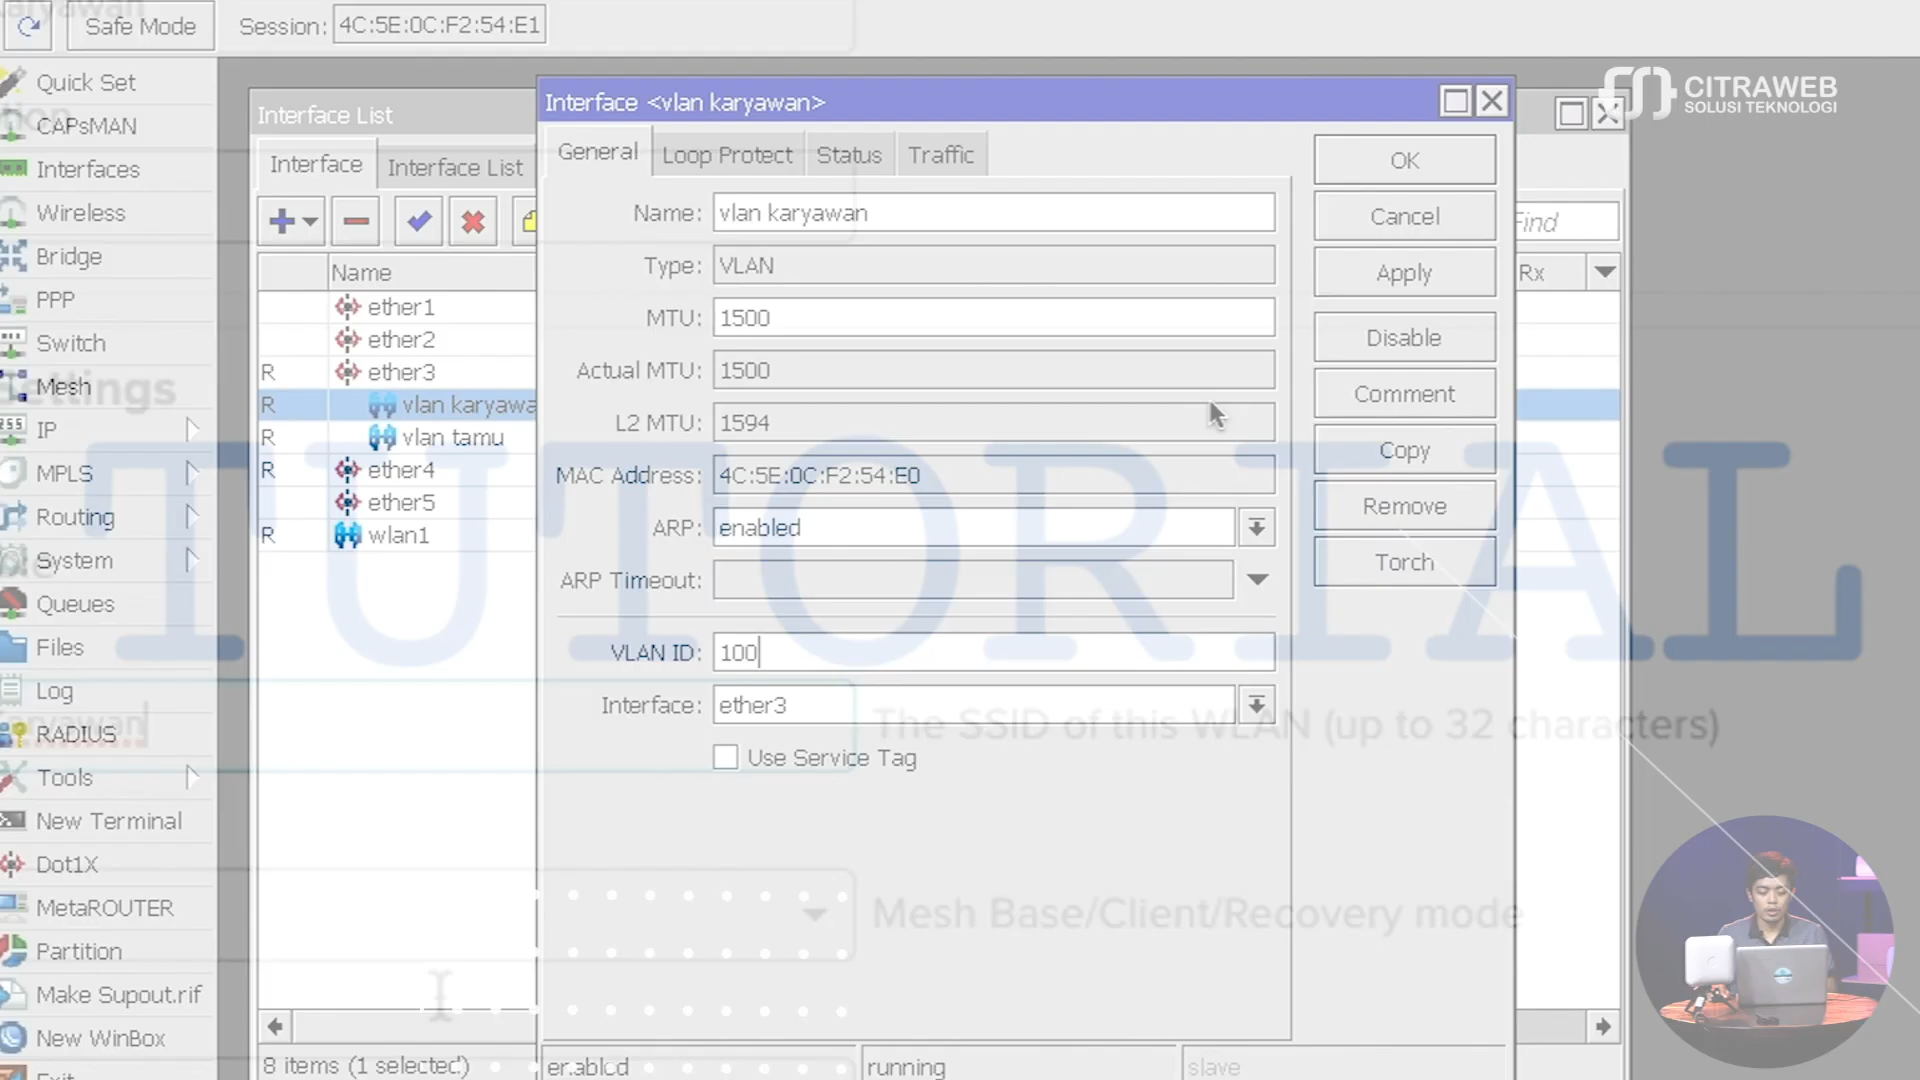 Safe Mode
Session: 4C:5E:0C:F2:54:E1
CITRAWEB
SOLUSI TEKNOLOGI
Quick Set
CAPsMAN
Interfaces
Wireless
Bridge
PPP
Switch
Mesh
Settings
IP
MPLS
Routing
System
Queues
Files
Log
RADIUS
Karyawan
Tools
New Terminal
Dot1X
MetaROUTER
Partition
Make Supout.rif
New WinBox
Exit
Interface List
Interface
Interface List
Name
ether1
ether2
R ether3
R vlan karyawa
R vlan tamu
R ether4
ether5
R wlan1
8 items (1 selected)
Interface <vlan karyawan>
General
Loop Protect
Status
Traffic
Name: vlan karyawan
Type: VLAN
MTU: 1500
Actual MTU: 1500
L2 MTU: 1594
MAC Address: 4C:5E:0C:F2:54:E0
ARP: enabled
ARP Timeout:
VLAN ID: 100
Interface: ether3
Use Service Tag
OK
Cancel
Apply
Disable
Comment
Copy
Remove
Torch
enabled
running
slave
Find
Rx
TUTORIAL
The SSID of this WLAN (up to 32 characters)
Mesh Base/Client/Recovery mode